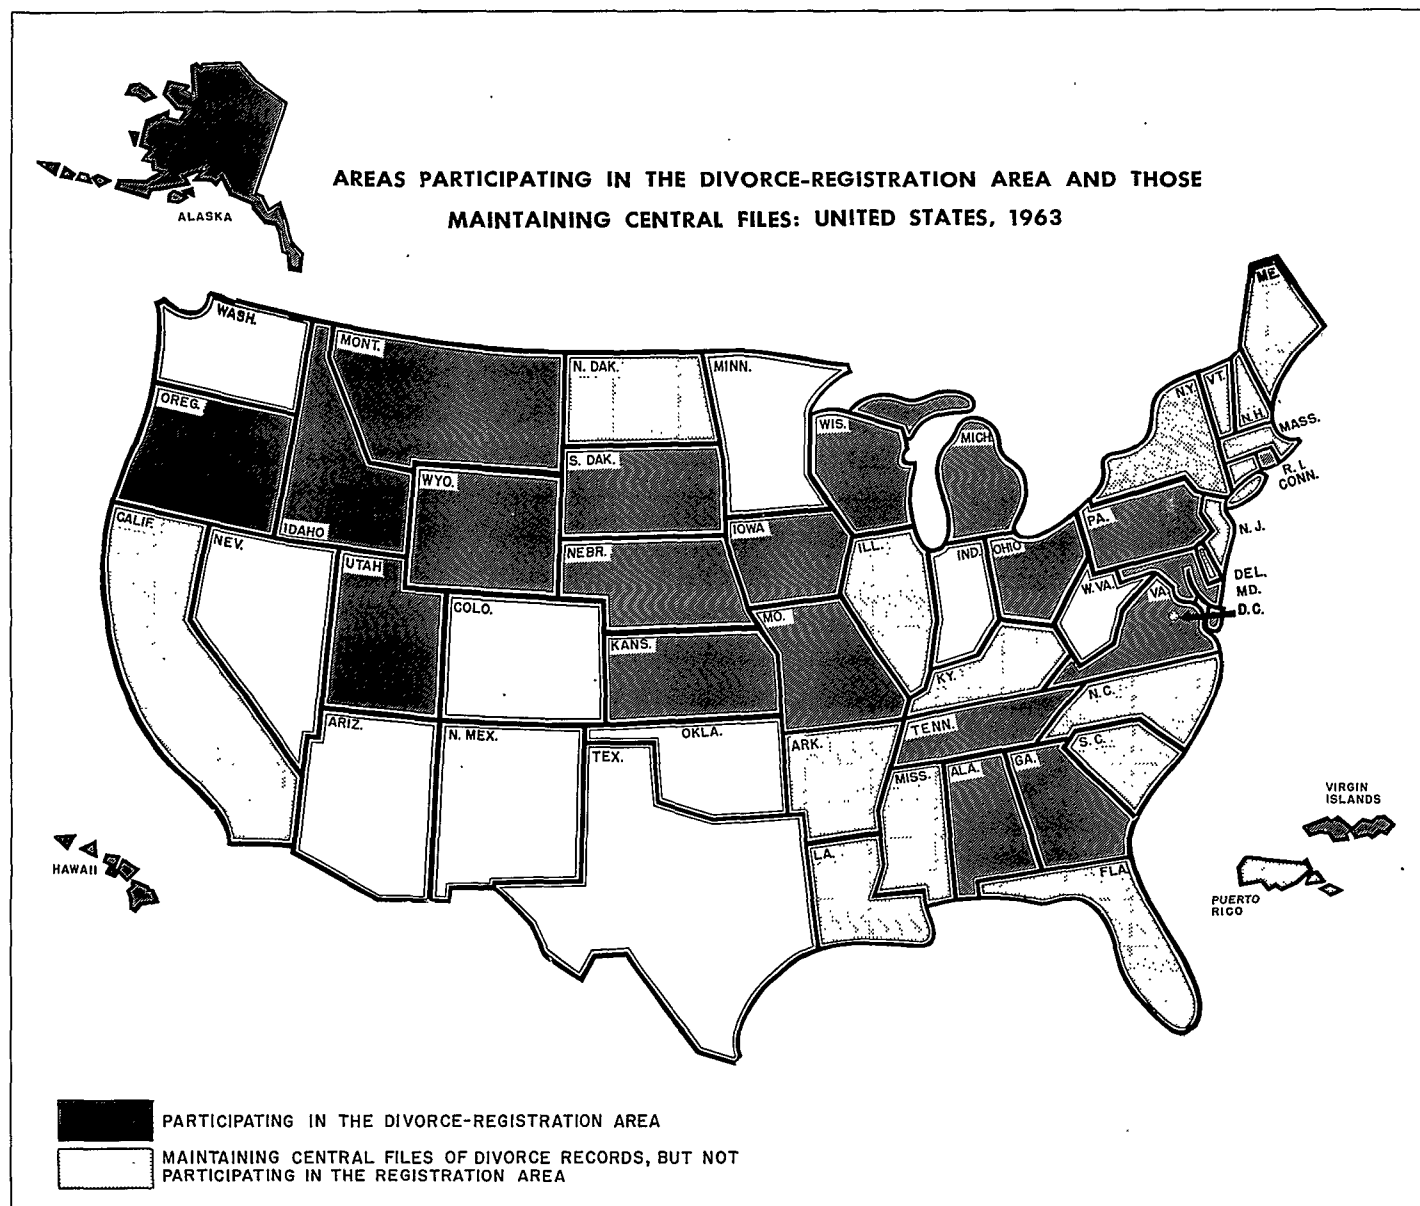 AREAS PARTICIPATING IN THE DIVORCE-REGISTRATION AREA AND THOSE
MAINTAINING CENTRAL FILES: UNITED STATES, 1963
ALASKA
WASH.
MONT.
N. DAK.
MINN.
ME.
OREG.
IDAHO
WYO.
S. DAK.
WIS.
MICH.
N.Y.
VT.
N.H.
MASS.
R. I.
CONN.
CALIF.
NEV.
UTAH
COLO.
NEBR.
IOWA
ILL.
IND.
OHIO
PA.
N. J.
W. VA.
VA.
DEL.
MD.
D.C.
KANS.
MO.
KY.
N.C.
TENN.
S. C.
ARIZ.
N. MEX.
OKLA.
TEX.
ARK.
MISS.
ALA.
GA.
LA.
FLA.
HAWAII
VIRGIN
ISLANDS
PUERTO
RICO
PARTICIPATING IN THE DIVORCE-REGISTRATION AREA
MAINTAINING CENTRAL FILES OF DIVORCE RECORDS, BUT NOT
PARTICIPATING IN THE REGISTRATION AREA